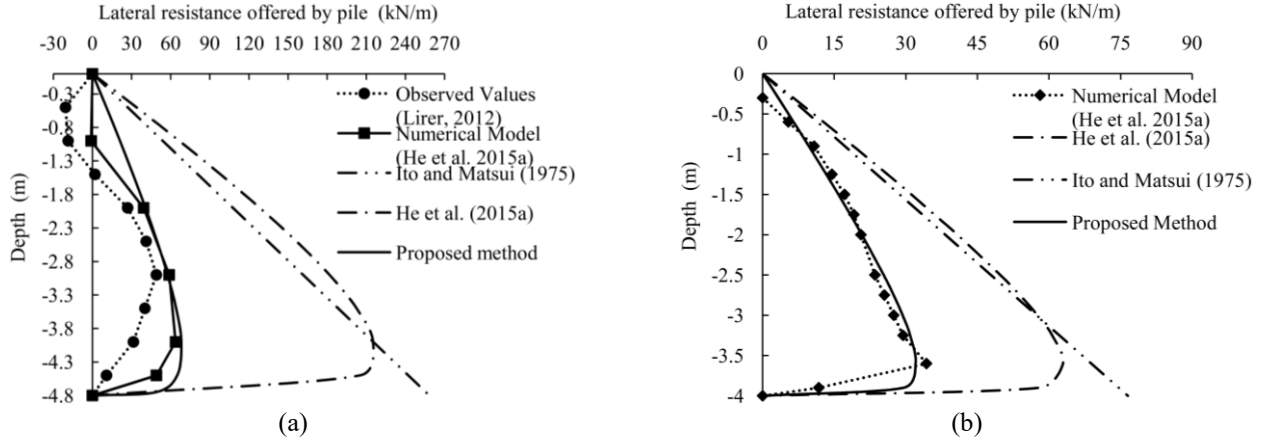 Lateral resistance offered by pile (kN/m)
-30 0 30 60 90 120 150 180 210 240 270
-0.3
-0.8
-1.3
-1.8
-2.3
-2.8
-3.3
-3.8
-4.3
-4.8
Depth (m)
Observed Values
(Lirer, 2012)
Numerical Model
(He et al. 2015a)
Ito and Matsui (1975)
He et al. (2015a)
Proposed method
(a)
Lateral resistance offered by pile (kN/m)
0 15 30 45 60 75 90
0
-0.5
-1
-1.5
-2
-2.5
-3
-3.5
-4
Depth (m)
Numerical Model
(He et al. 2015a)
He et al. (2015a)
Ito and Matsui (1975)
Proposed Method
(b)